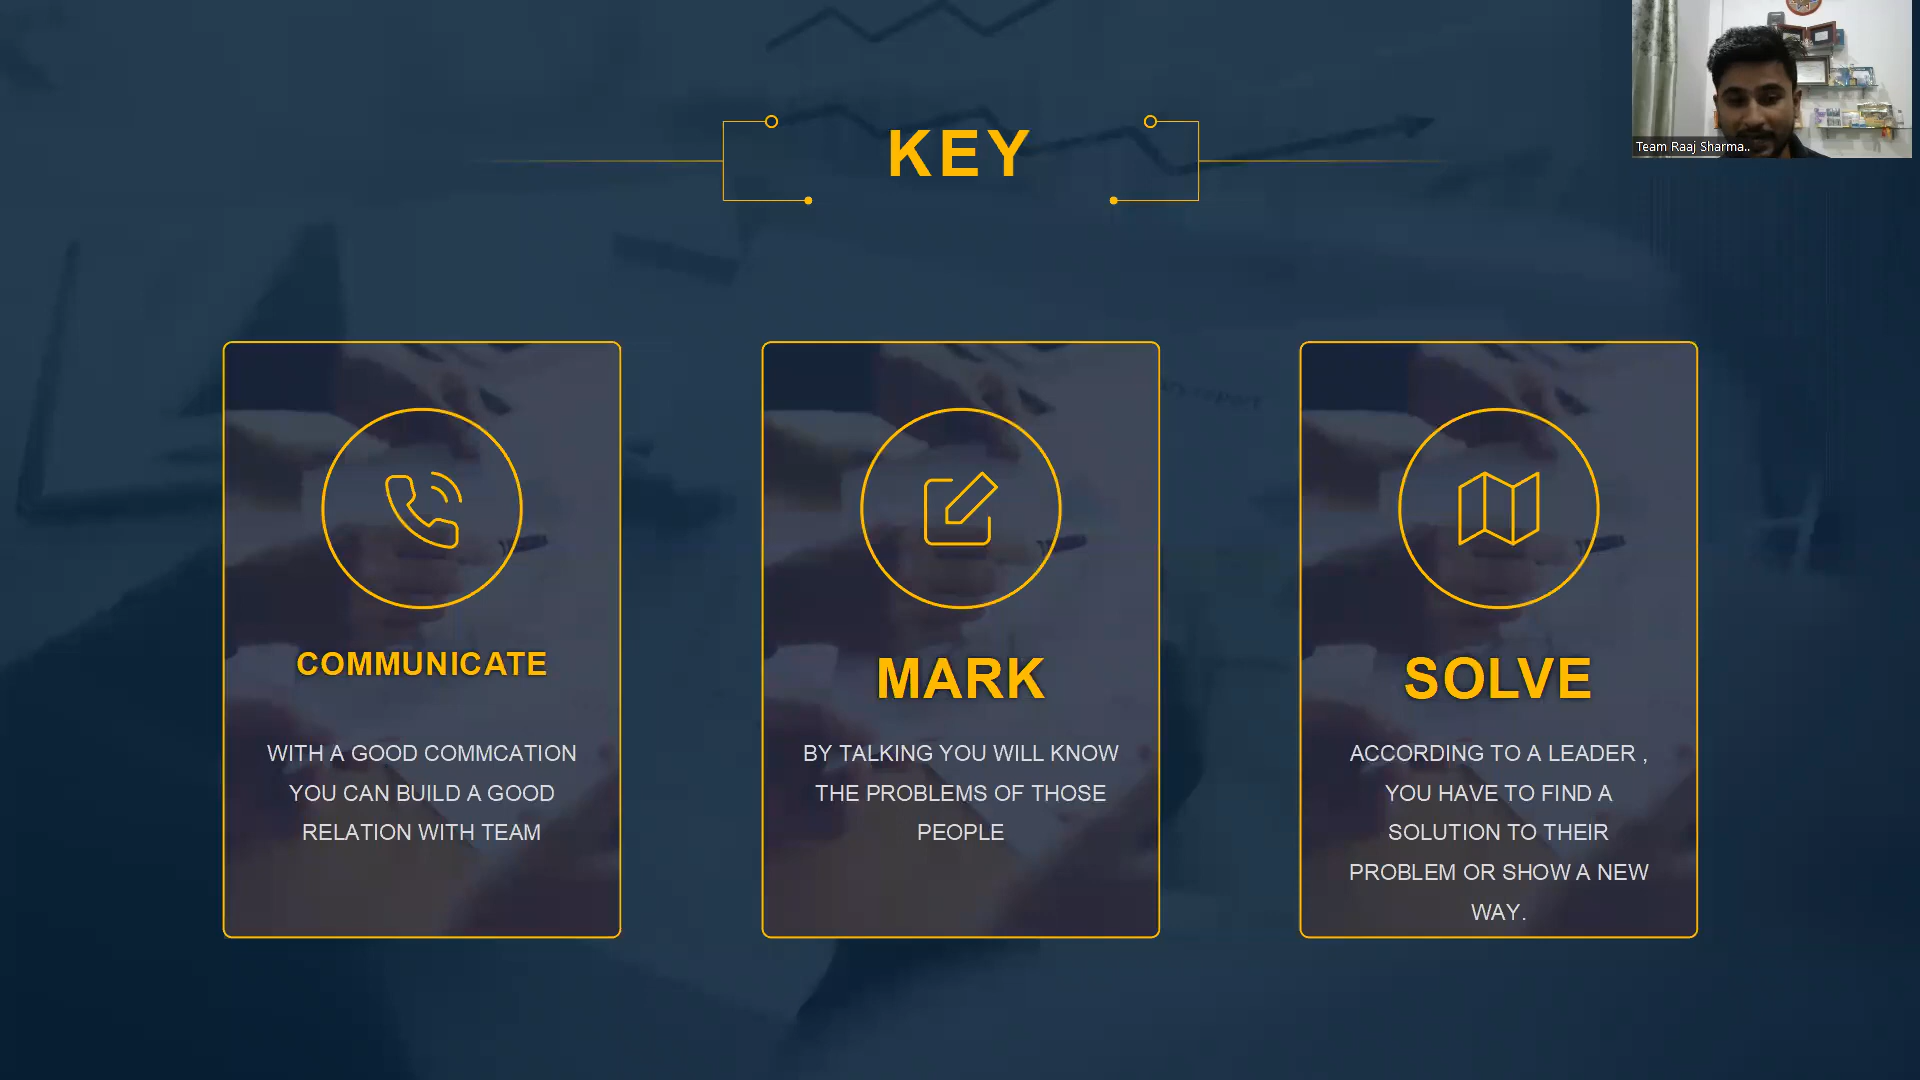 KEY
Team Raaj Sharma..
COMMUNICATE
WITH A GOOD COMMCATION
YOU CAN BUILD A GOOD
RELATION WITH TEAM
MARK
BY TALKING YOU WILL KNOW
THE PROBLEMS OF THOSE
PEOPLE
SOLVE
ACCORDING TO A LEADER ,
YOU HAVE TO FIND A
SOLUTION TO THEIR
PROBLEM OR SHOW A NEW
WAY.